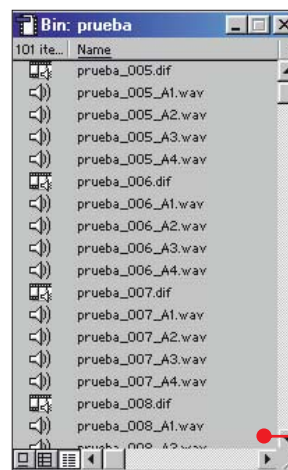 Bin: prueba
101 ite... Name
prueba_005.dif
prueba_005_A1.wav
prueba_005_A2.wav
prueba_005_A3.wav
prueba_005_A4.wav
prueba_006.dif
prueba_006_A1.wav
prueba_006_A2.wav
prueba_006_A3.wav
prueba_006_A4.wav
prueba_007.dif
prueba_007_A1.wav
prueba_007_A2.wav
prueba_007_A3.wav
prueba_007_A4.wav
prueba_008.dif
prueba_008_A1.wav
prueba_008_A2.wav